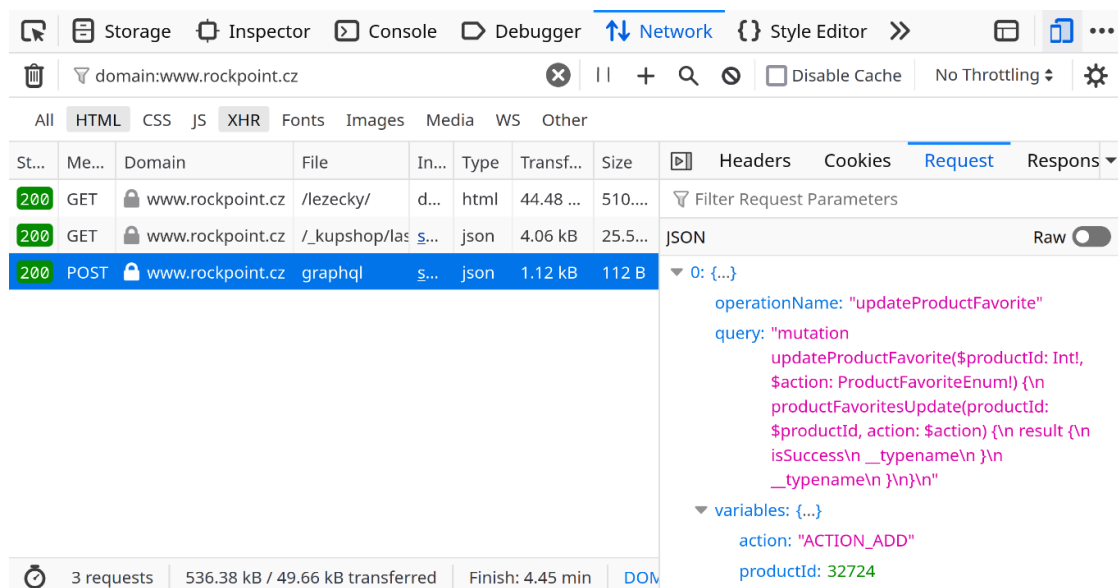 Storage Inspector Console Debugger Network {} Style Editor
domain:www.rockpoint.cz Disable Cache No Throttling
All HTML CSS JS XHR Fonts Images Media WS Other
St... Me... Domain File In... Type Transf... Size Headers Cookies Request Respons
200 GET www.rockpoint.cz /lezecky/ d... html 44.48 ... 510.... Filter Request Parameters
200 GET www.rockpoint.cz /_kupshop/las s... json 4.06 kB 25.5... JSON Raw
200 POST www.rockpoint.cz graphql s... json 1.12 kB 112 B 0: {...}
operationName: "updateProductFavorite"
query: "mutation
updateProductFavorite($productId: Int!,
$action: ProductFavoriteEnum!) {\n
productFavoritesUpdate(productId:
$productId, action: $action) {\n result {\n
isSuccess\n __typename\n }\n
__typename\n }\n}\n"
variables: {...}
action: "ACTION_ADD"
3 requests 536.38 kB / 49.66 kB transferred Finish: 4.45 min DOM productId: 32724